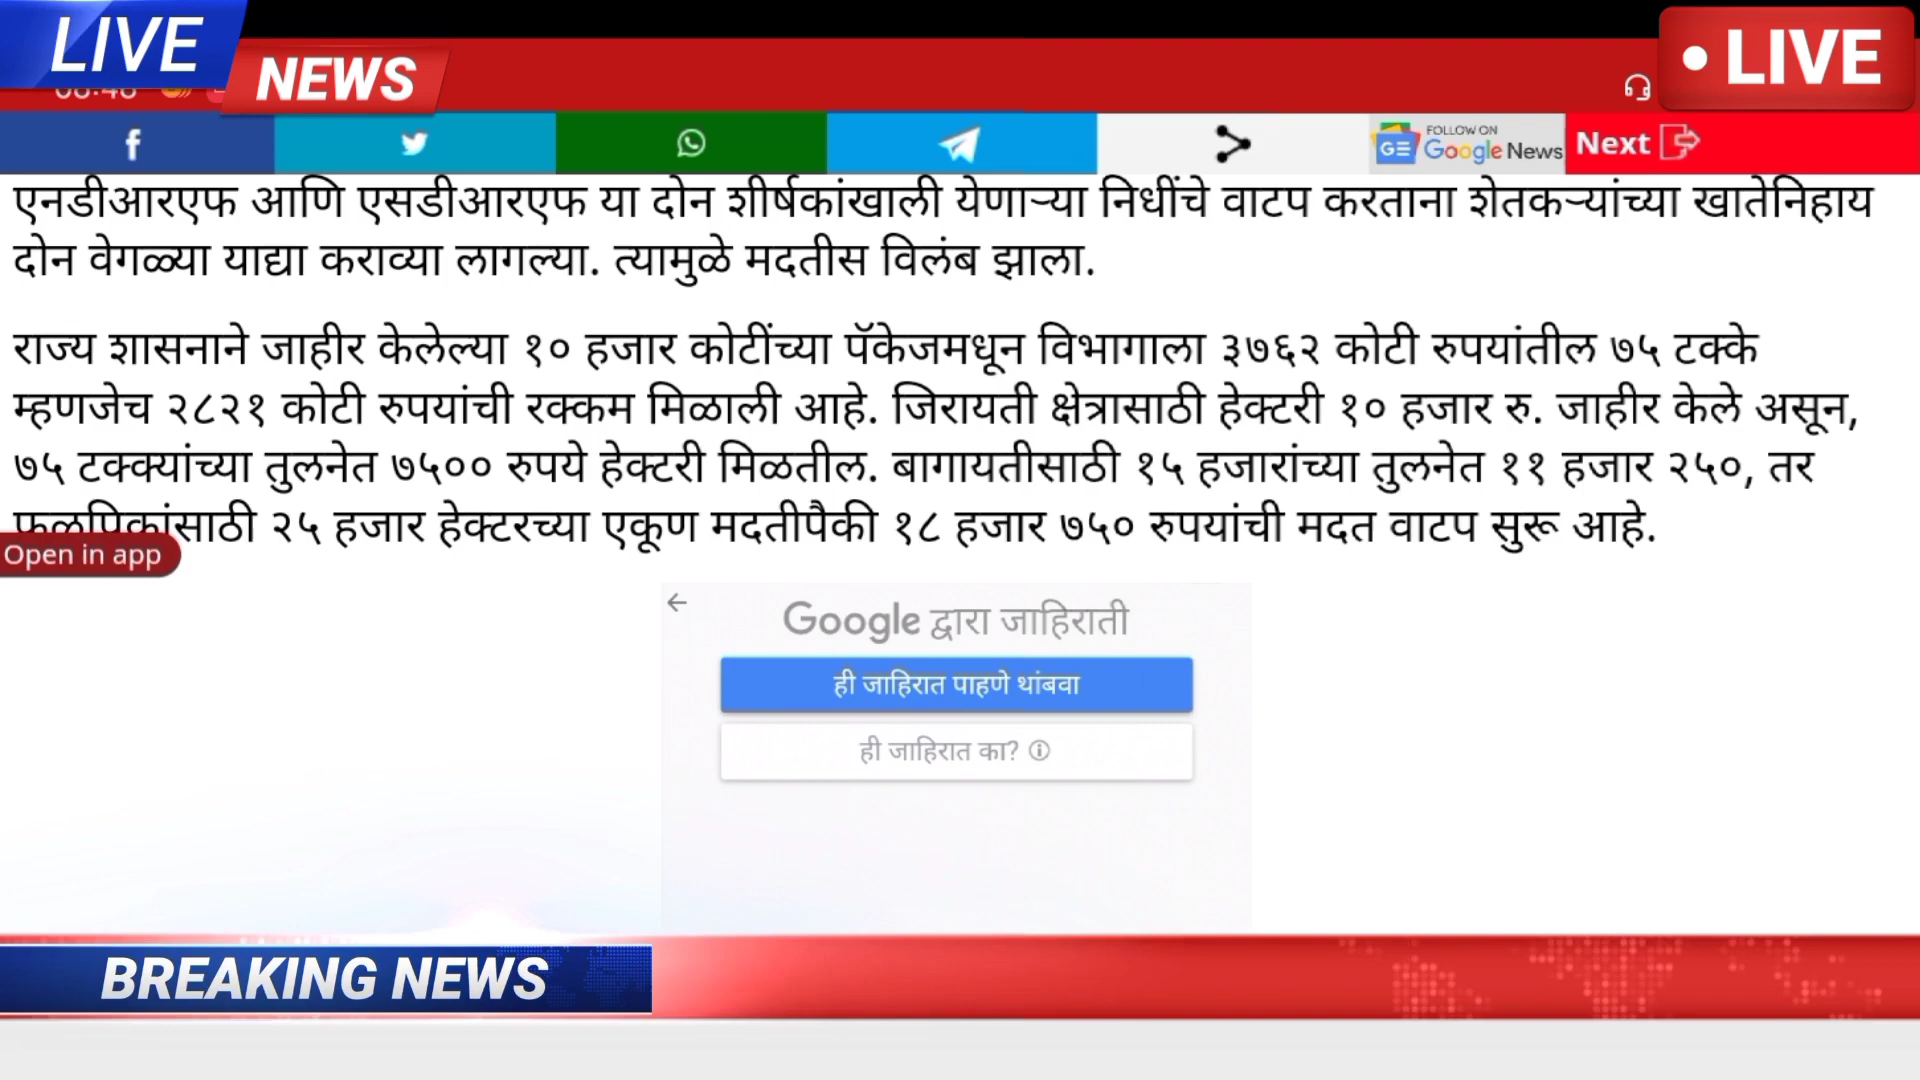 LIVE
NEWS
LIVE
08:48
f
FOLLOW ON
GE Google News
Next
एनडीआरएफ आणि एसडीआरएफ या दोन शीर्षकांखाली येणाऱ्या निधींचे वाटप करताना शेतकऱ्यांच्या खातेनिहाय
दोन वेगळ्या याद्या कराव्या लागल्या. त्यामुळे मदतीस विलंब झाला.
राज्य शासनाने जाहीर केलेल्या १० हजार कोटींच्या पॅकेजमधून विभागाला ३७६२ कोटी रुपयांतील ७५ टक्के
म्हणजेच २८२१ कोटी रुपयांची रक्कम मिळाली आहे. जिरायती क्षेत्रासाठी हेक्टरी १० हजार रु. जाहीर केले असून,
७५ टक्क्यांच्या तुलनेत ७५०० रुपये हेक्टरी मिळतील. बागायतीसाठी १५ हजारांच्या तुलनेत ११ हजार २५०, तर
फळपिकांसाठी २५ हजार हेक्टरच्या एकूण मदतीपैकी १८ हजार ७५० रुपयांची मदत वाटप सुरू आहे.
Open in app
Google द्वारा जाहिराती
ही जाहिरात पाहणे थांबवा
ही जाहिरात का?
BREAKING NEWS